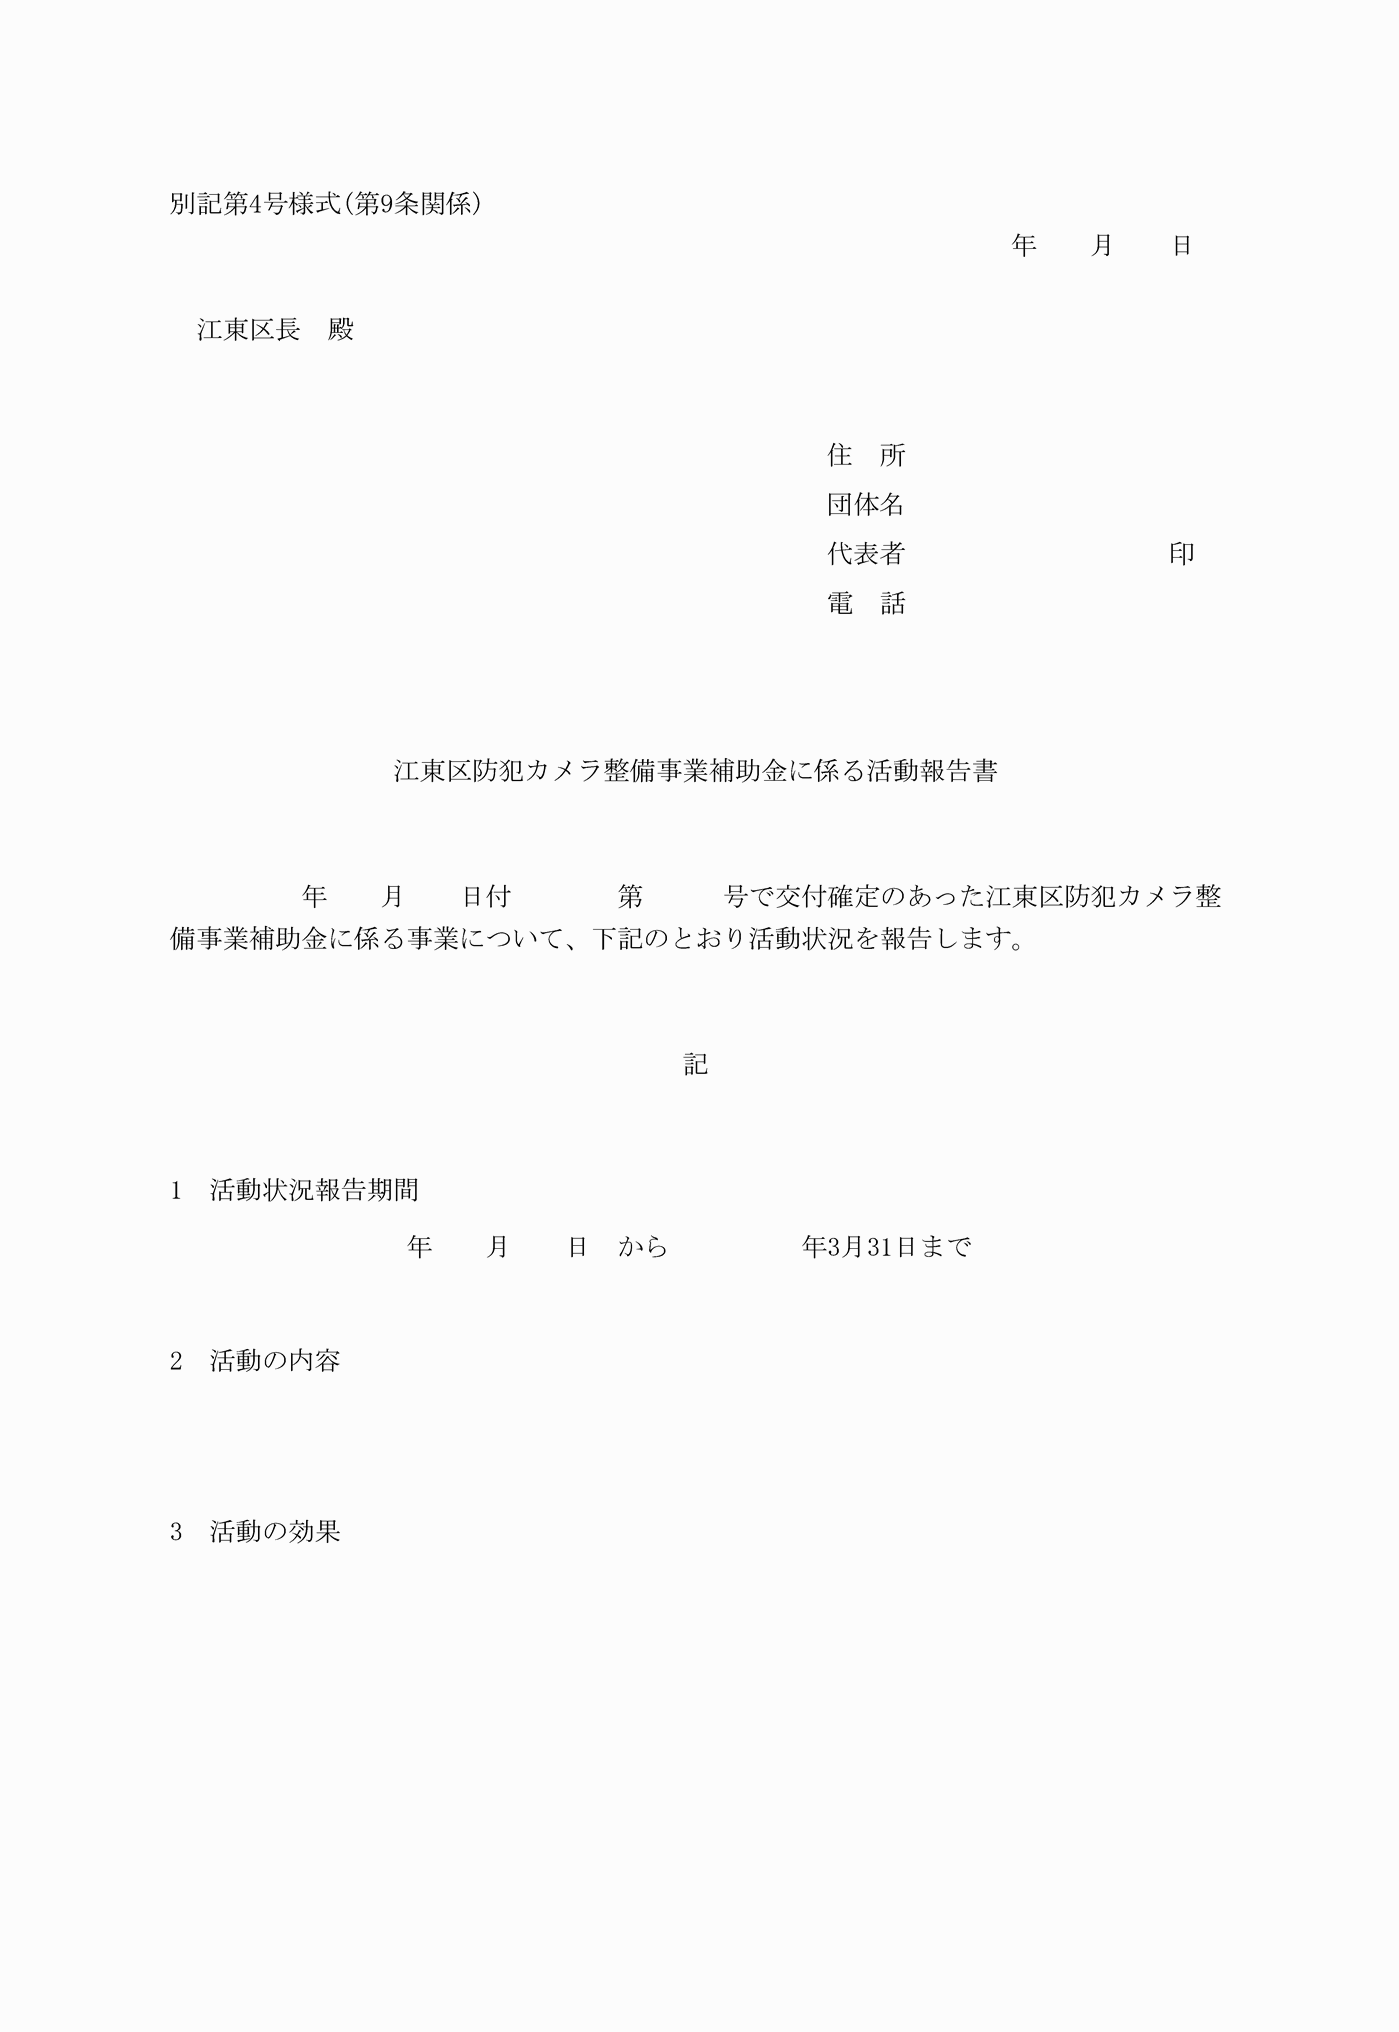 別記第4号様式(第9条関係)
年　　月　　日
江東区長　殿
住　所
団体名
代表者　　　　　　　　　　印
電　話
江東区防犯カメラ整備事業補助金に係る活動報告書
年　　月　　日付　　　　第　　　号で交付確定のあった江東区防犯カメラ整
備事業補助金に係る事業について、下記のとおり活動状況を報告します。
記
1　活動状況報告期間
年　　月　　日　から　　　　　年3月31日まで
2　活動の内容
3　活動の効果